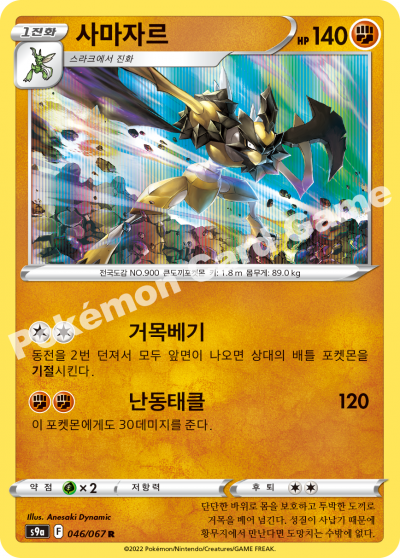 1진화
사마자르
HP 140
스라크에서 진화
전국도감 NO.900 큰도끼포켓몬 키: 1.8 m 몸무게: 89.0 kg
Pokémon Card Game
거목베기
동전을 2번 던져서 모두 앞면이 나오면 상대의 배틀 포켓몬을
기절시킨다.
난동태클 120
이 포켓몬에게도 30데미지를 준다.
약점 ×2 저항력 후퇴
Illus. Anesaki Dynamic
s9a F 046/067 R
단단한 바위로 몸을 보호하고 투박한 도끼로
거목을 베어 넘긴다. 성질이 사납기 때문에
황무지에서 만난다면 도망치는 수밖에 없다.
©2022 Pokémon/Nintendo/Creatures/GAME FREAK.